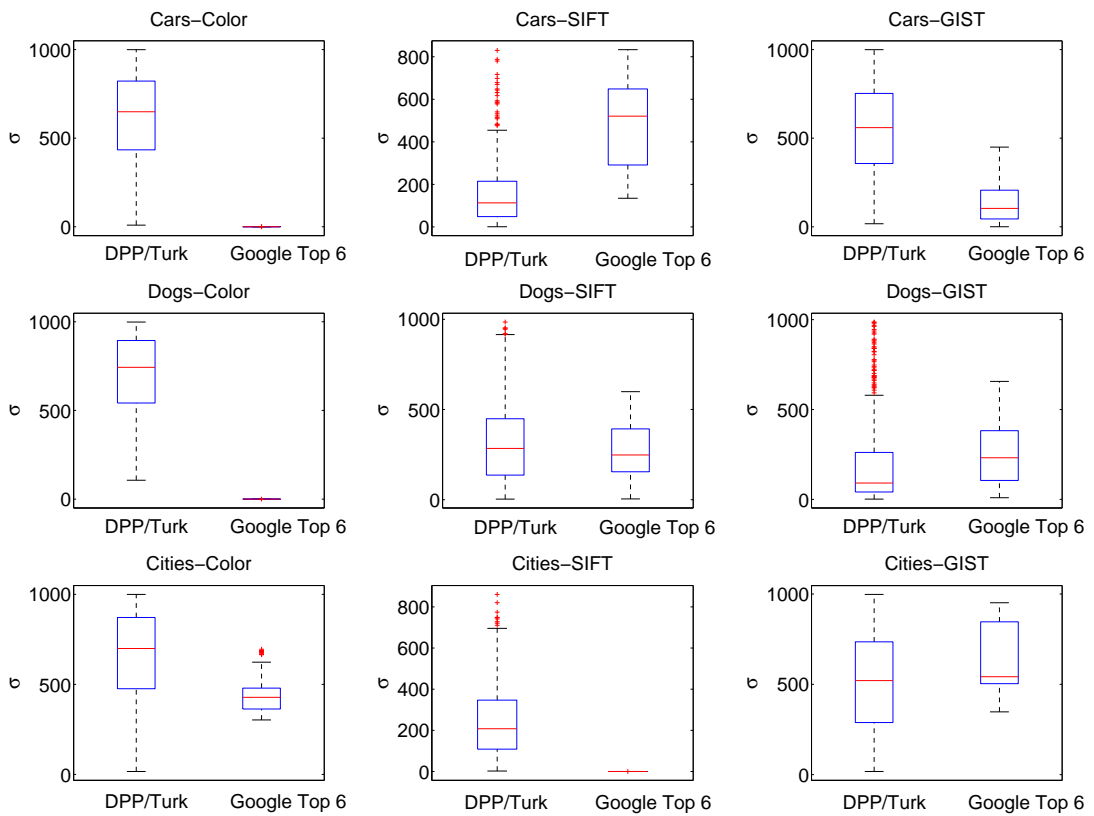 Cars−Color
σ
1000
500
0
DPP/Turk Google Top 6
Cars−SIFT
σ
800
600
400
200
0
DPP/Turk Google Top 6
Cars−GIST
σ
1000
500
0
DPP/Turk Google Top 6
Dogs−Color
σ
1000
500
0
DPP/Turk Google Top 6
Dogs−SIFT
σ
1000
500
0
DPP/Turk Google Top 6
Dogs−GIST
σ
1000
500
0
DPP/Turk Google Top 6
Cities−Color
σ
1000
500
0
DPP/Turk Google Top 6
Cities−SIFT
σ
800
600
400
200
0
DPP/Turk Google Top 6
Cities−GIST
σ
1000
500
0
DPP/Turk Google Top 6